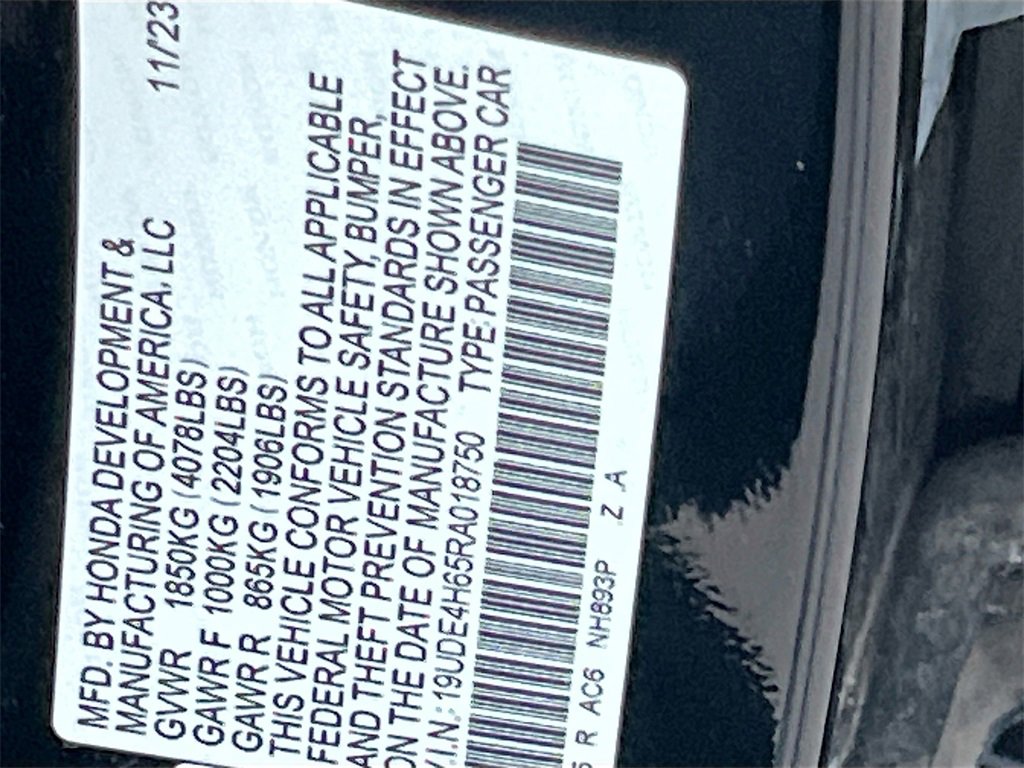 MFD. BY HONDA DEVELOPMENT & 11/23
MANUFACTURING OF AMERICA, LLC
GVWR 1850KG (4078LBS)
GAWR F 1000KG (2204LBS)
GAWR R 865KG (1906LBS)
THIS VEHICLE CONFORMS TO ALL APPLICABLE
FEDERAL MOTOR VEHICLE SAFETY, BUMPER,
AND THEFT PREVENTION STANDARDS IN EFFECT
ON THE DATE OF MANUFACTURE SHOWN ABOVE.
V.I.N.: 19UDE4H65RA018750 TYPE: PASSENGER CAR
R AC6 NH893P Z A